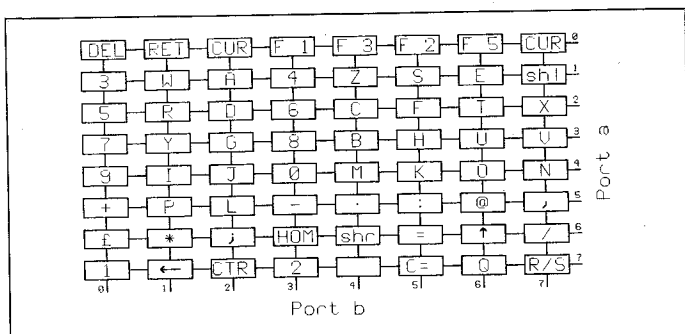 DEL RET CUR F 1 F 3 F 2 F 5 CUR 0
3 W A 4 Z S E shl 1
5 R D 6 C F T X 2
7 Y G 8 B H U V 3
9 I J 0 M K O N 4
+ P L - . : @ , 5
£ * ; HOM shr = ↑ / 6
1 ← CTR 2 C= Q R/S 7
0 1 2 3 4 5 6 7
Port b
Port a